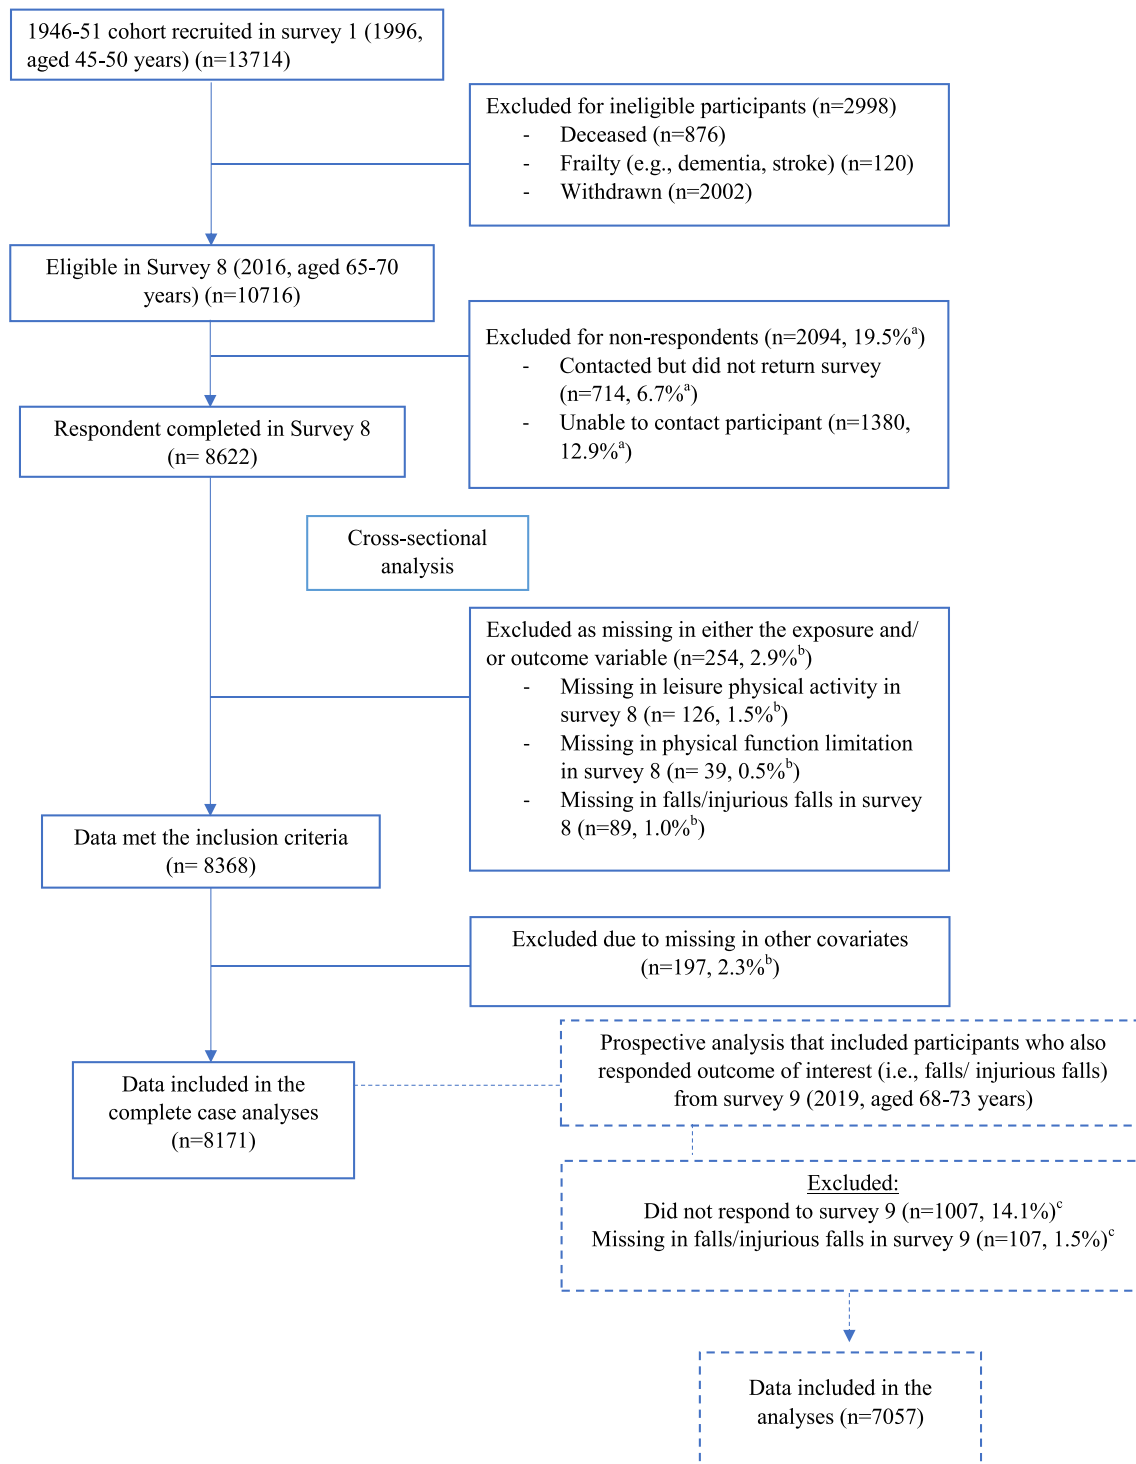 1946-51 cohort recruited in survey 1 (1996,
aged 45-50 years) (n=13714)
Excluded for ineligible participants (n=2998)
- Deceased (n=876)
- Frailty (e.g., dementia, stroke) (n=120)
- Withdrawn (n=2002)
Eligible in Survey 8 (2016, aged 65-70
years) (n=10716)
Excluded for non-respondents (n=2094, 19.5%a)
- Contacted but did not return survey
(n=714, 6.7%a)
- Unable to contact participant (n=1380,
12.9%a)
Respondent completed in Survey 8
(n= 8622)
Cross-sectional
analysis
Excluded as missing in either the exposure and/
or outcome variable (n=254, 2.9%b)
- Missing in leisure physical activity in
survey 8 (n= 126, 1.5%b)
- Missing in physical function limitation
in survey 8 (n= 39, 0.5%b)
- Missing in falls/injurious falls in survey
8 (n=89, 1.0%b)
Data met the inclusion criteria
(n= 8368)
Excluded due to missing in other covariates
(n=197, 2.3%b)
Data included in the
complete case analyses
(n=8171)
Prospective analysis that included participants who also
responded outcome of interest (i.e., falls/ injurious falls)
from survey 9 (2019, aged 68-73 years)
Excluded:
Did not respond to survey 9 (n=1007, 14.1%)c
Missing in falls/injurious falls in survey 9 (n=107, 1.5%)c
Data included in the
analyses (n=7057)